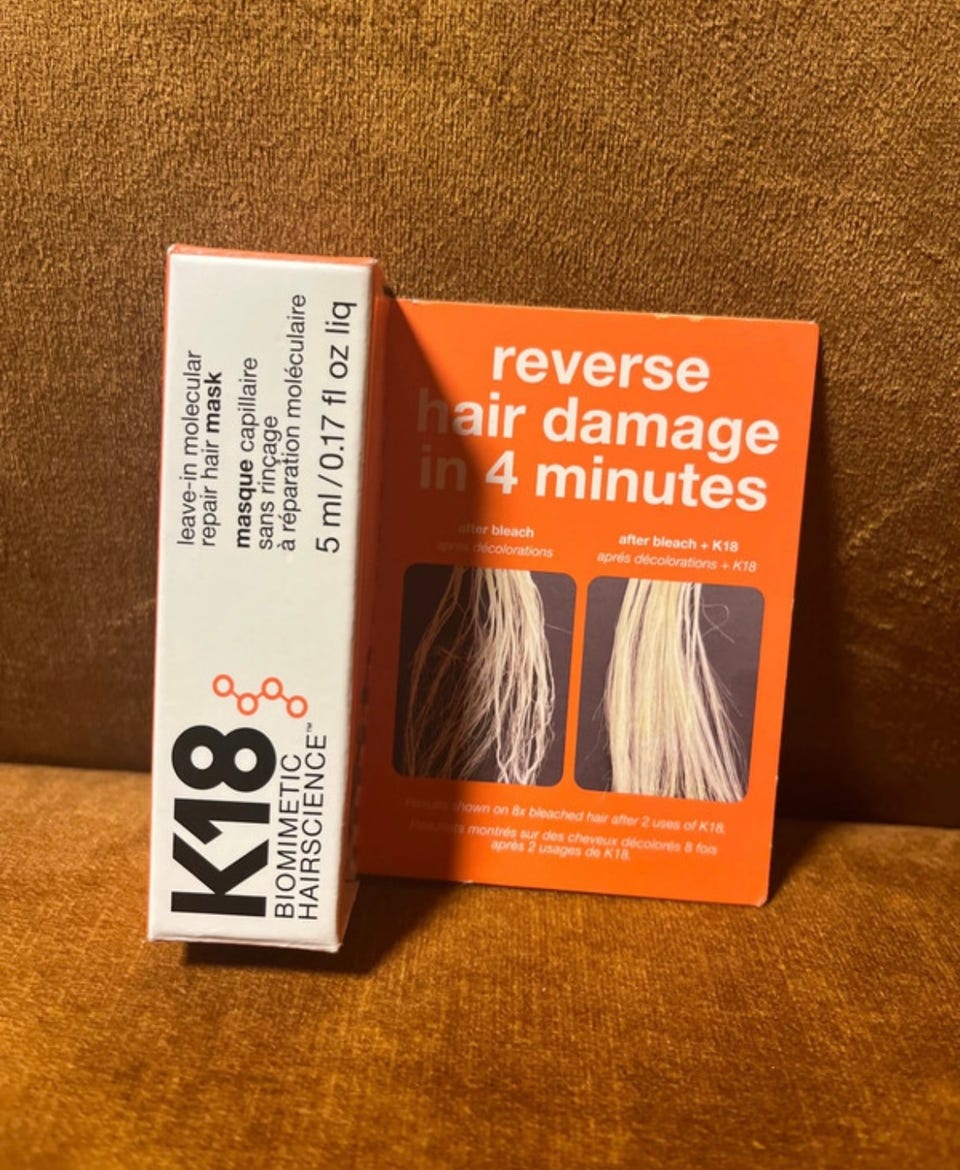 leave-in molecular
repair hair mask
masque capillaire
sans rinçage
à réparation moléculaire
5 ml/0.17 fl oz liq
K18
BIOMIMETIC
HAIRSCIENCE™
reverse
hair damage
in 4 minutes
after bleach
aprés décolorations
after bleach + K18
aprés décolorations + K18
Results shown on 8x bleached hair after 2 uses of K18.
Résultats montrés sur des cheveux décolorés 8 fois
après 2 usages de K18.